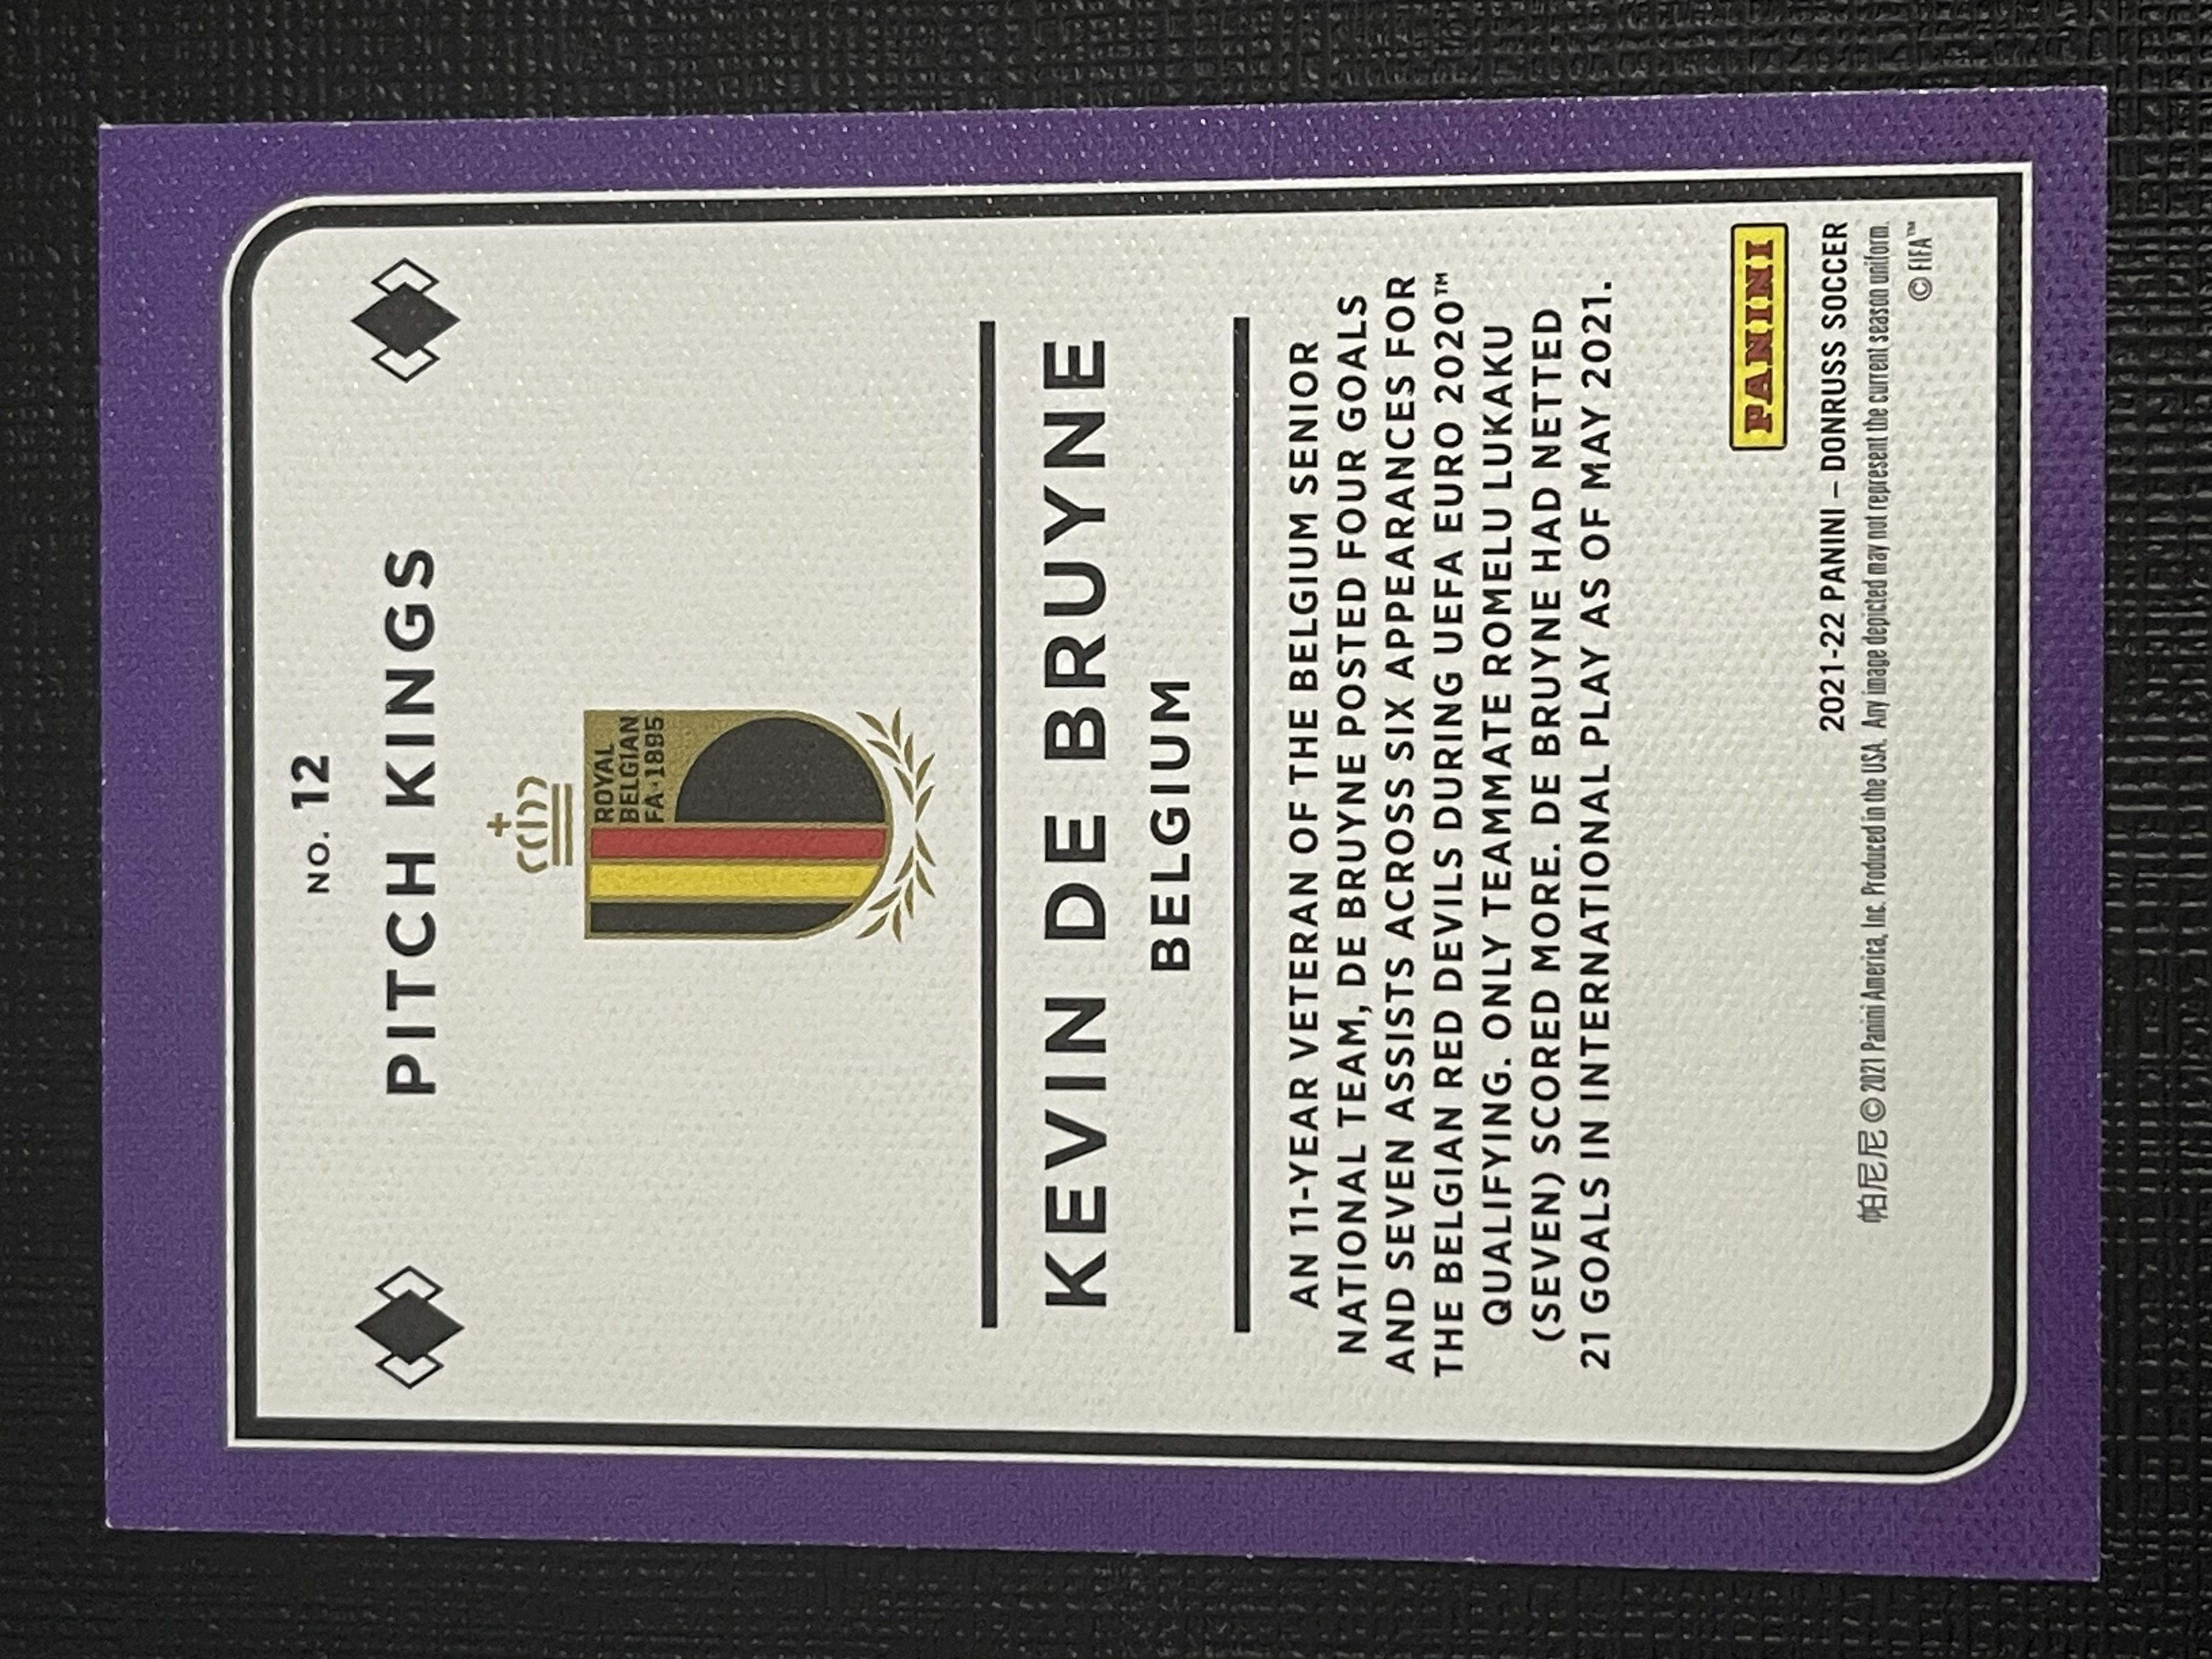 NO. 12
PITCH KINGS
ROYAL
BELGIAN
FA·1895
KEVIN DE BRUYNE
BELGIUM
AN 11-YEAR VETERAN OF THE BELGIUM SENIOR
NATIONAL TEAM, DE BRUYNE POSTED FOUR GOALS
AND SEVEN ASSISTS ACROSS SIX APPEARANCES FOR
THE BELGIAN RED DEVILS DURING UEFA EURO 2020™
QUALIFYING. ONLY TEAMMATE ROMELU LUKAKU
(SEVEN) SCORED MORE. DE BRUYNE HAD NETTED
21 GOALS IN INTERNATIONAL PLAY AS OF MAY 2021.
PANINI
2021-22 PANINI – DONRUSS SOCCER
帕尼尼 © 2021 Panini America, Inc. Produced in the USA. Any image depicted may not represent the current season uniform.
© FIFA™